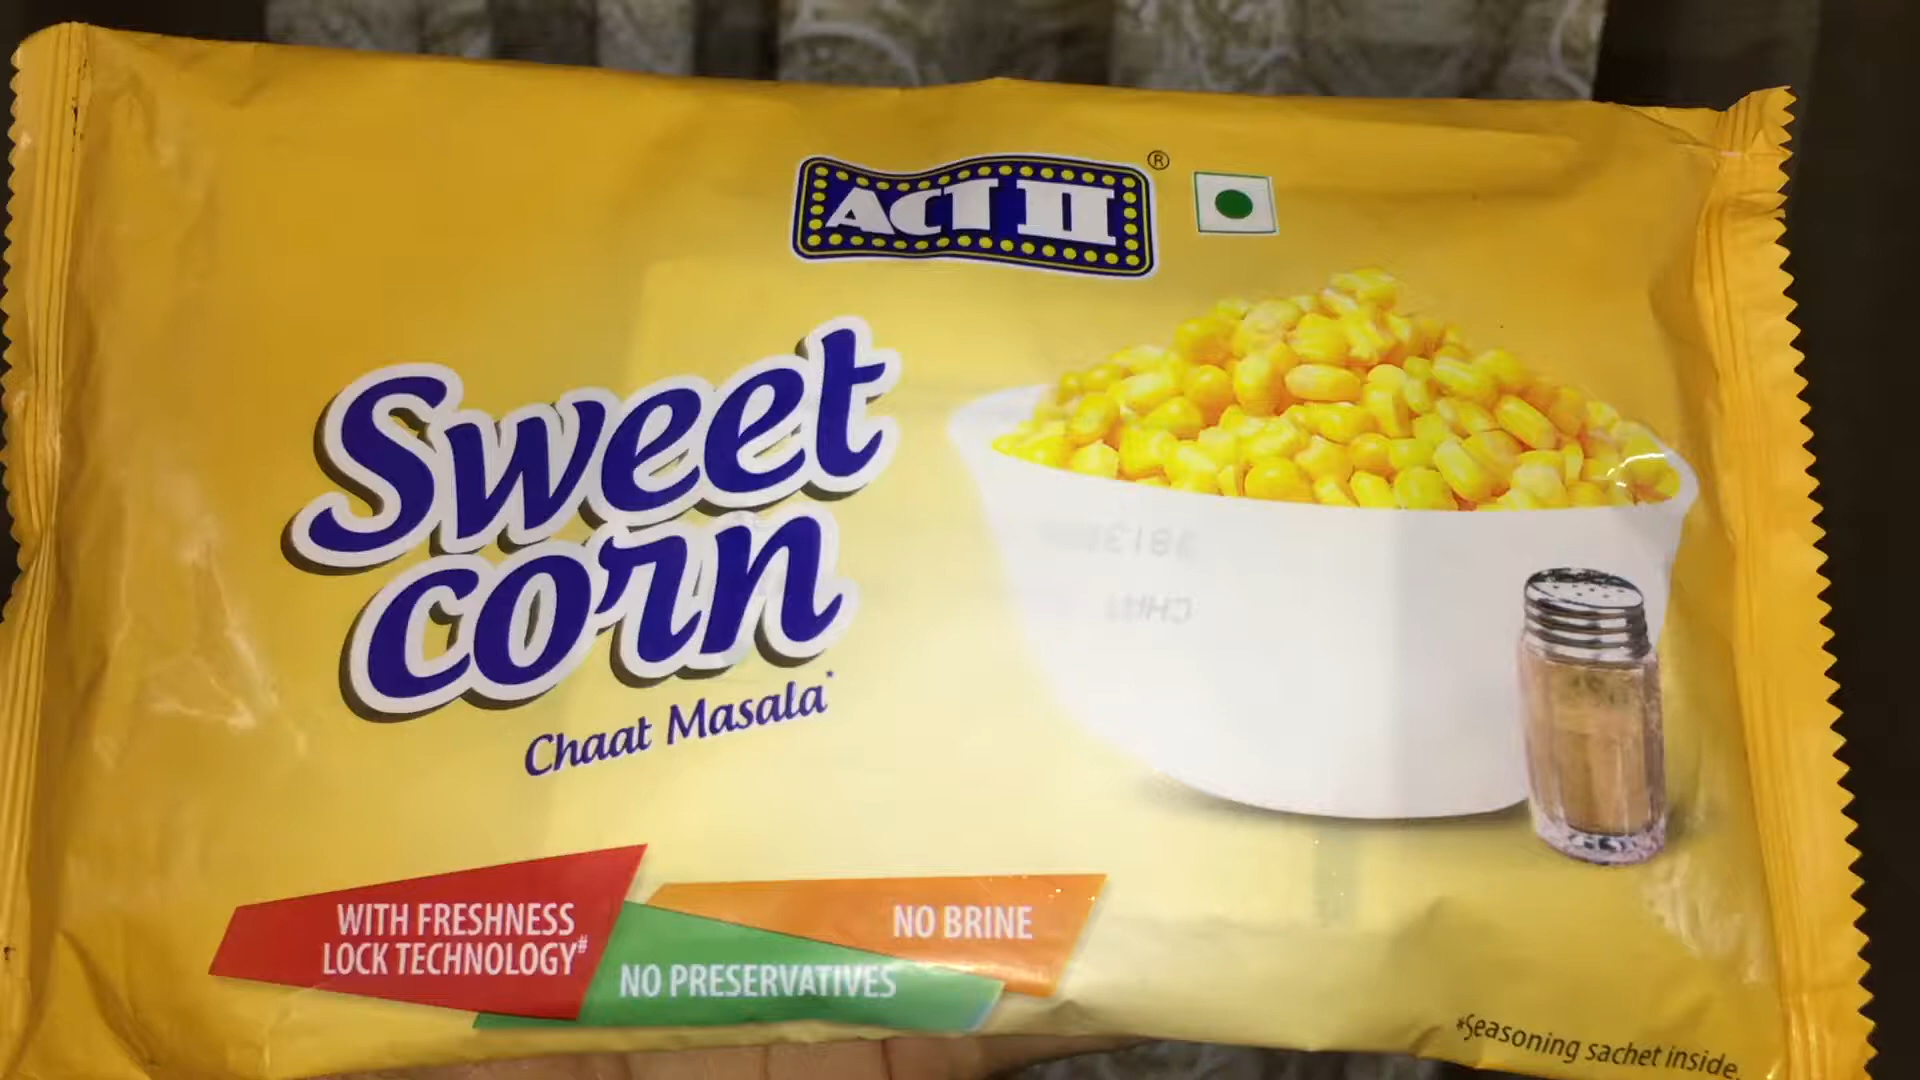 ACT II ®
Sweet
corn
Chaat Masala*
WITH FRESHNESS
LOCK TECHNOLOGY#
NO PRESERVATIVES
NO BRINE
*Seasoning sachet inside.